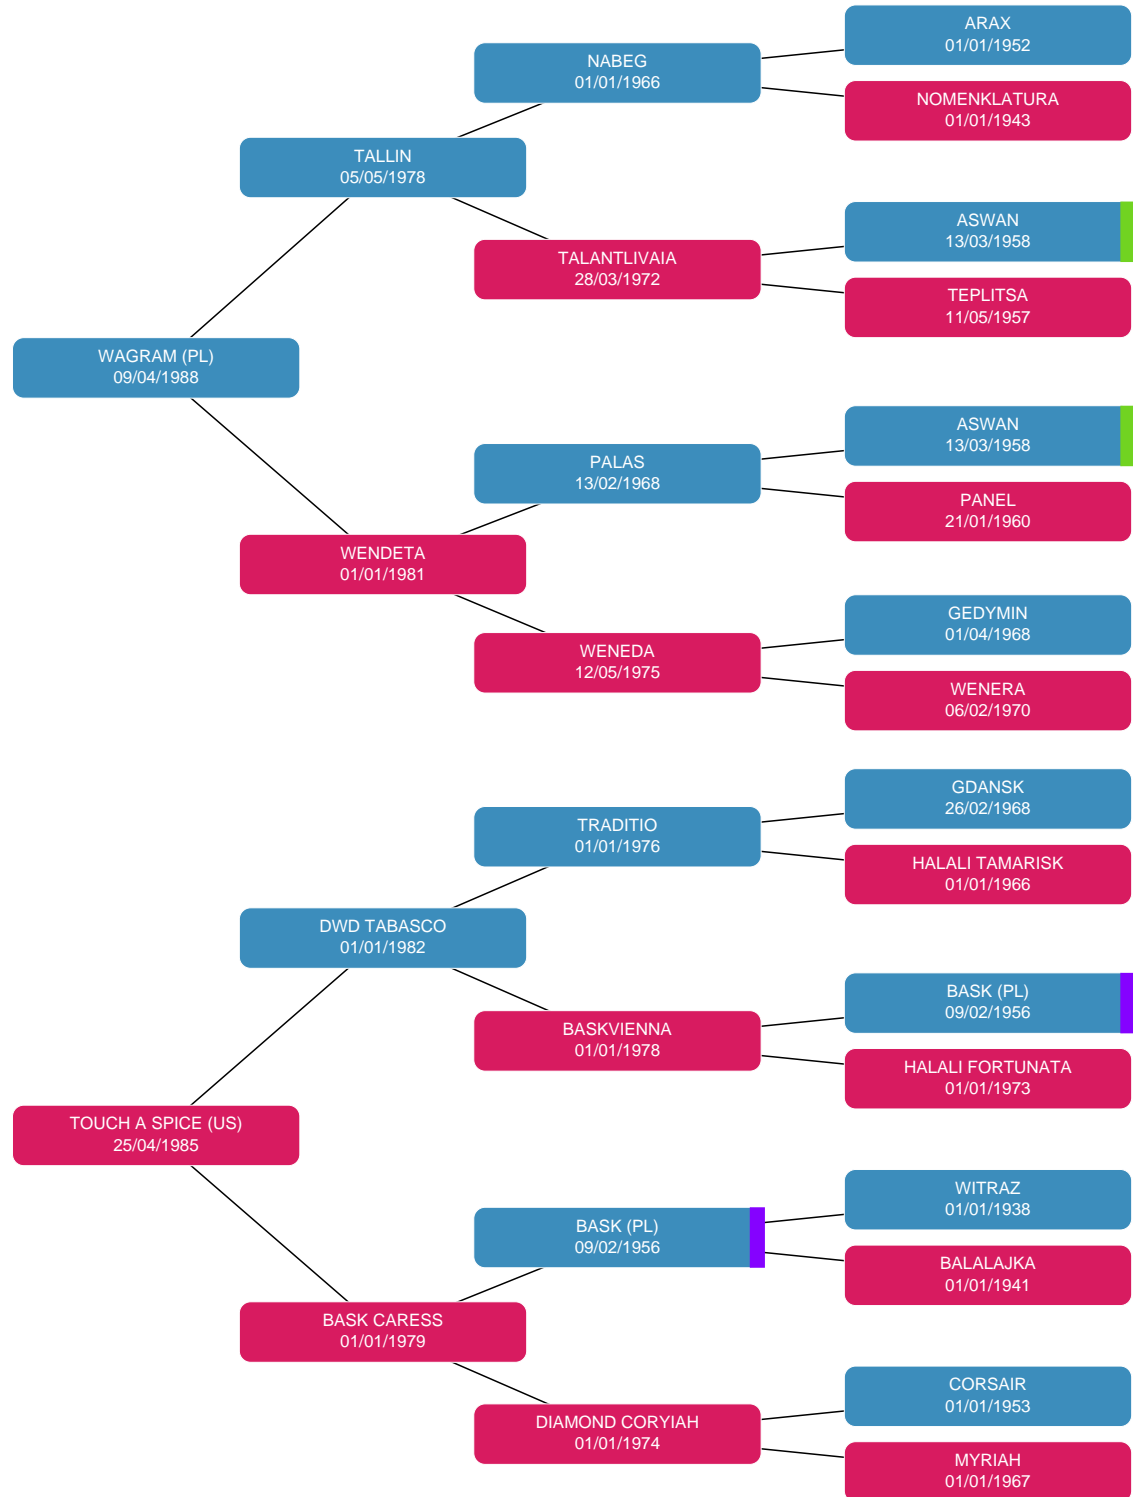 ARAX
01/01/1952
NABEG
01/01/1966
NOMENKLATURA
01/01/1943
TALLIN
05/05/1978
ASWAN
13/03/1958
TALANTLIVAIA
28/03/1972
TEPLITSA
11/05/1957
WAGRAM (PL)
09/04/1988
ASWAN
13/03/1958
PALAS
13/02/1968
PANEL
21/01/1960
WENDETA
01/01/1981
GEDYMIN
01/04/1968
WENEDA
12/05/1975
WENERA
06/02/1970
GDANSK
26/02/1968
TRADITIO
01/01/1976
HALALI TAMARISK
01/01/1966
DWD TABASCO
01/01/1982
BASK (PL)
09/02/1956
BASKVIENNA
01/01/1978
HALALI FORTUNATA
01/01/1973
TOUCH A SPICE (US)
25/04/1985
WITRAZ
01/01/1938
BASK (PL)
09/02/1956
BALALAJKA
01/01/1941
BASK CARESS
01/01/1979
CORSAIR
01/01/1953
DIAMOND CORYIAH
01/01/1974
MYRIAH
01/01/1967